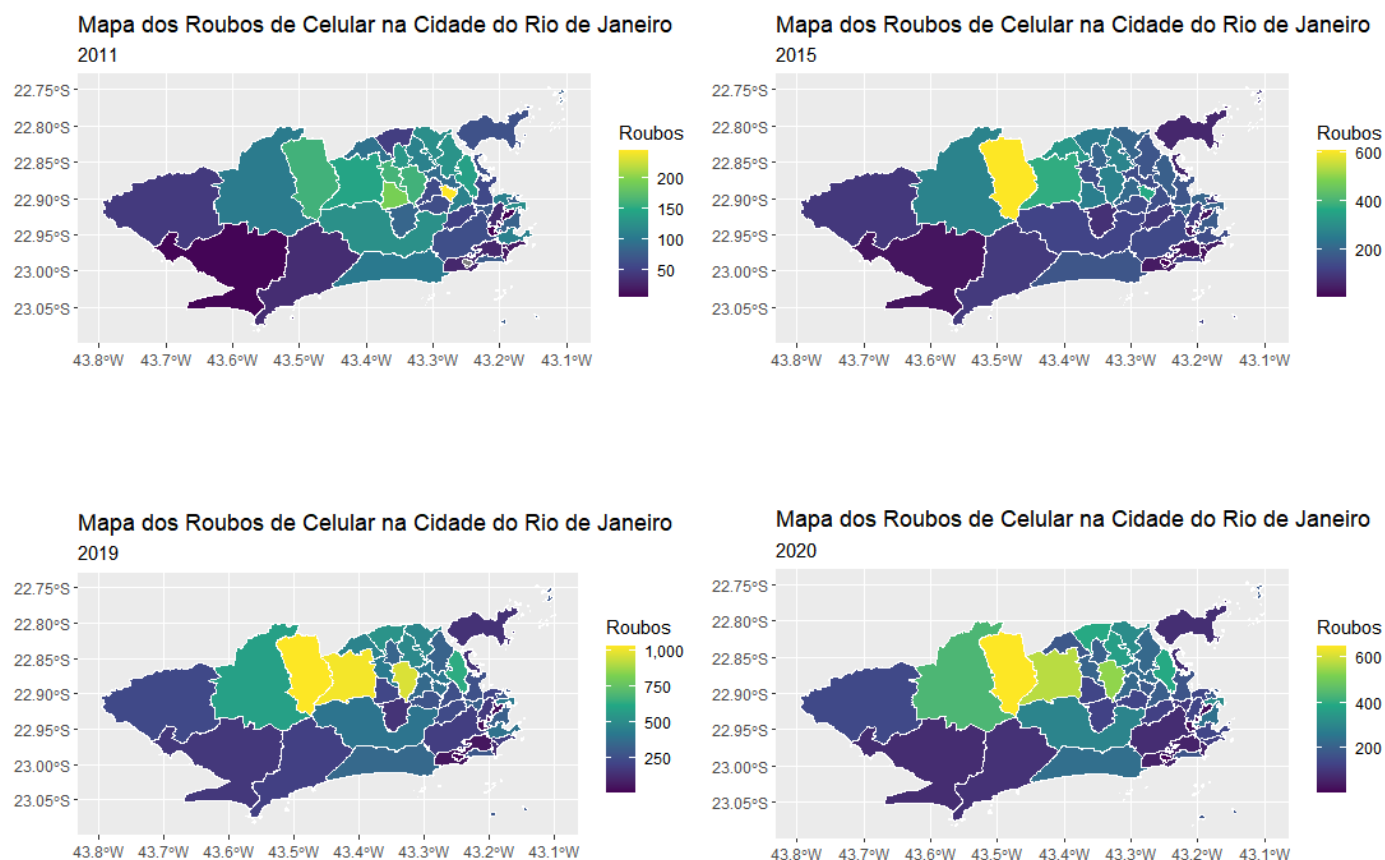 Mapa dos Roubos de Celular na Cidade do Rio de Janeiro
2011
Roubos
200
150
100
50
22.75°S
22.80°S
22.85°S
22.90°S
22.95°S
23.00°S
23.05°S
43.8°W 43.7°W 43.6°W 43.5°W 43.4°W 43.3°W 43.2°W 43.1°W
Mapa dos Roubos de Celular na Cidade do Rio de Janeiro
2015
Roubos
600
400
200
22.75°S
22.80°S
22.85°S
22.90°S
22.95°S
23.00°S
23.05°S
43.8°W 43.7°W 43.6°W 43.5°W 43.4°W 43.3°W 43.2°W 43.1°W
Mapa dos Roubos de Celular na Cidade do Rio de Janeiro
2019
Roubos
1,000
750
500
250
22.75°S
22.80°S
22.85°S
22.90°S
22.95°S
23.00°S
23.05°S
43.8°W 43.7°W 43.6°W 43.5°W 43.4°W 43.3°W 43.2°W 43.1°W
Mapa dos Roubos de Celular na Cidade do Rio de Janeiro
2020
Roubos
600
400
200
22.75°S
22.80°S
22.85°S
22.90°S
22.95°S
23.00°S
23.05°S
43.8°W 43.7°W 43.6°W 43.5°W 43.4°W 43.3°W 43.2°W 43.1°W